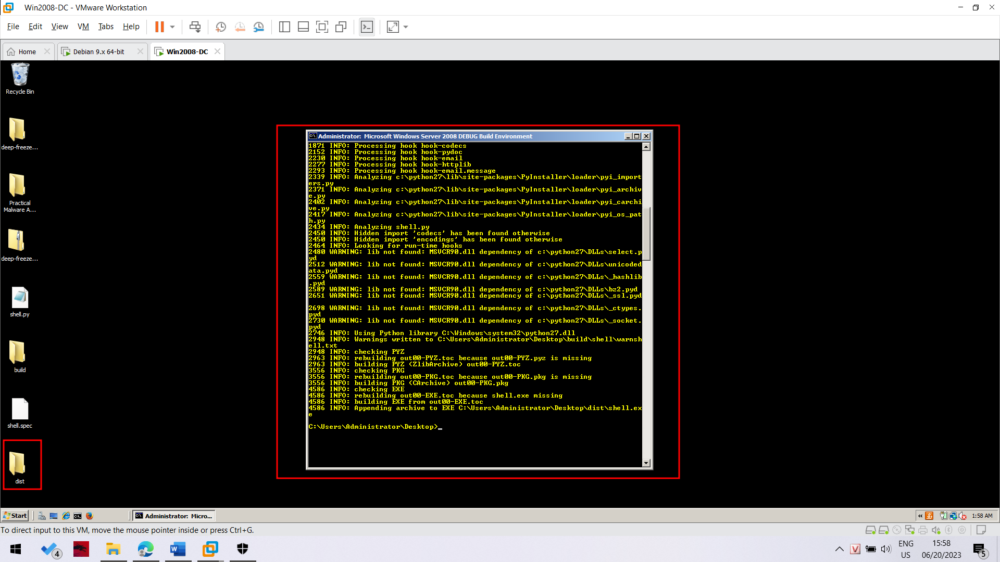 Win2008-DC - VMware Workstation
File Edit View VM Tabs Help
Home
Debian 9.x 64-bit
Win2008-DC
Recycle Bin
deep-freeze...
Practical
Malware A...
deep-freeze...
shell.py
build
shell.spec
dist
Administrator: Microsoft Windows Server 2008 DEBUG Build Environment
1871 INFO: Processing hook hook-codecs
2152 INFO: Processing hook hook-pydoc
2230 INFO: Processing hook hook-email
2277 INFO: Processing hook hook-httplib
2293 INFO: Processing hook hook-email.message
2339 INFO: Analyzing c:\python27\lib\site-packages\PyInstaller\loader\pyi_import
ers.py
2371 INFO: Analyzing c:\python27\lib\site-packages\PyInstaller\loader\pyi_archiv
e.py
2402 INFO: Analyzing c:\python27\lib\site-packages\PyInstaller\loader\pyi_carchi
ve.py
2417 INFO: Analyzing c:\python27\lib\site-packages\PyInstaller\loader\pyi_os_pat
h.py
2434 INFO: Analyzing shell.py
2450 INFO: Hidden import 'codecs' has been found otherwise
2450 INFO: Hidden import 'encodings' has been found otherwise
2464 INFO: Looking for run-time hooks
2480 WARNING: lib not found: MSVCR90.dll dependency of c:\python27\DLLs\select.p
yd
2512 WARNING: lib not found: MSVCR90.dll dependency of c:\python27\DLLs\unicoded
ata.pyd
2559 WARNING: lib not found: MSVCR90.dll dependency of c:\python27\DLLs\_hashlib
.pyd
2589 WARNING: lib not found: MSVCR90.dll dependency of c:\python27\DLLs\bz2.pyd
2651 WARNING: lib not found: MSVCR90.dll dependency of c:\python27\DLLs\_ssl.pyd
2698 WARNING: lib not found: MSVCR90.dll dependency of c:\python27\DLLs\_ctypes.
pyd
2730 WARNING: lib not found: MSVCR90.dll dependency of c:\python27\DLLs\_socket.
pyd
2746 INFO: Using Python library C:\Windows\system32\python27.dll
2948 INFO: Warnings written to C:\Users\Administrator\Desktop\build\shell\warnsh
ell.txt
2948 INFO: checking PYZ
2963 INFO: rebuilding out00-PYZ.toc because out00-PYZ.pyz is missing
2963 INFO: building PYZ (ZlibArchive) out00-PYZ.toc
3556 INFO: checking PKG
3556 INFO: rebuilding out00-PKG.toc because out00-PKG.pkg is missing
3556 INFO: building PKG (CArchive) out00-PKG.pkg
4586 INFO: checking EXE
4586 INFO: rebuilding out00-EXE.toc because shell.exe missing
4586 INFO: building EXE from out00-EXE.toc
4586 INFO: Appending archive to EXE C:\Users\Administrator\Desktop\dist\shell.ex
e
C:\Users\Administrator\Desktop>_
Start
Administrator: Micro...
1:58 AM
To direct input to this VM, move the mouse pointer inside or press Ctrl+G.
4
ENG
US
15:58
06/20/2023
5